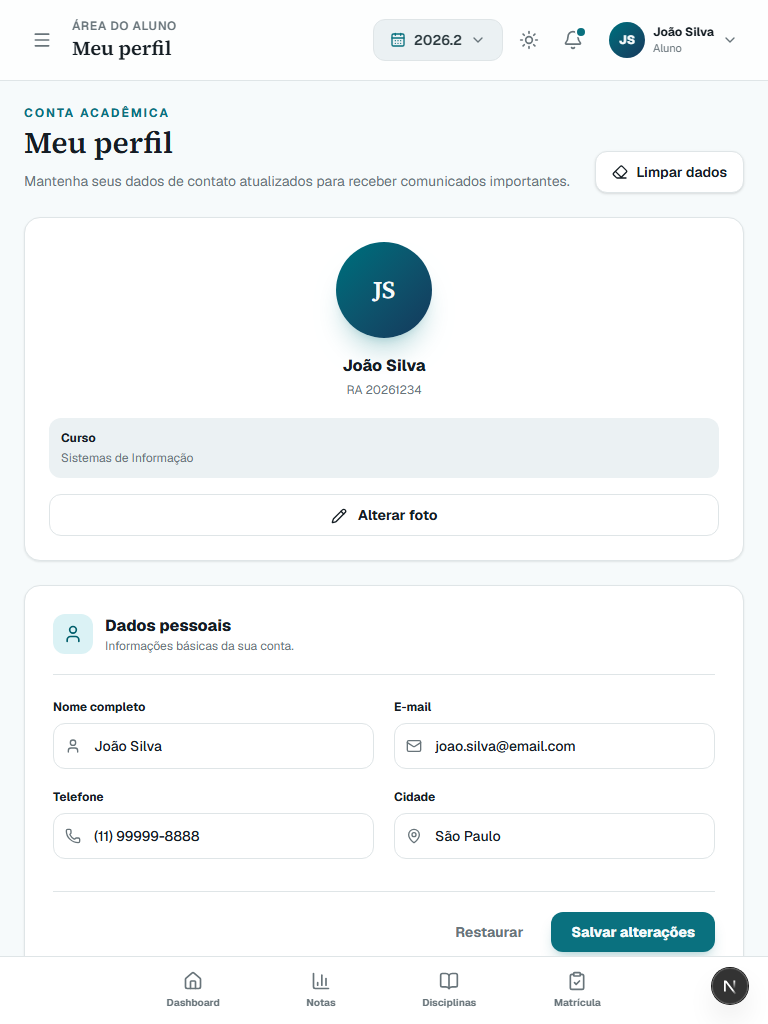 ÁREA DO ALUNO
Meu perfil
2026.2
JS
João Silva
Aluno
CONTA ACADÊMICA
Meu perfil
Mantenha seus dados de contato atualizados para receber comunicados importantes.
Limpar dados
JS
João Silva
RA 20261234
Curso
Sistemas de Informação
Alterar foto
Dados pessoais
Informações básicas da sua conta.
Nome completo
E-mail
João Silva
joao.silva@email.com
Telefone
Cidade
(11) 99999-8888
São Paulo
Restaurar
Salvar alterações
Dashboard
Notas
Disciplinas
Matrícula
N